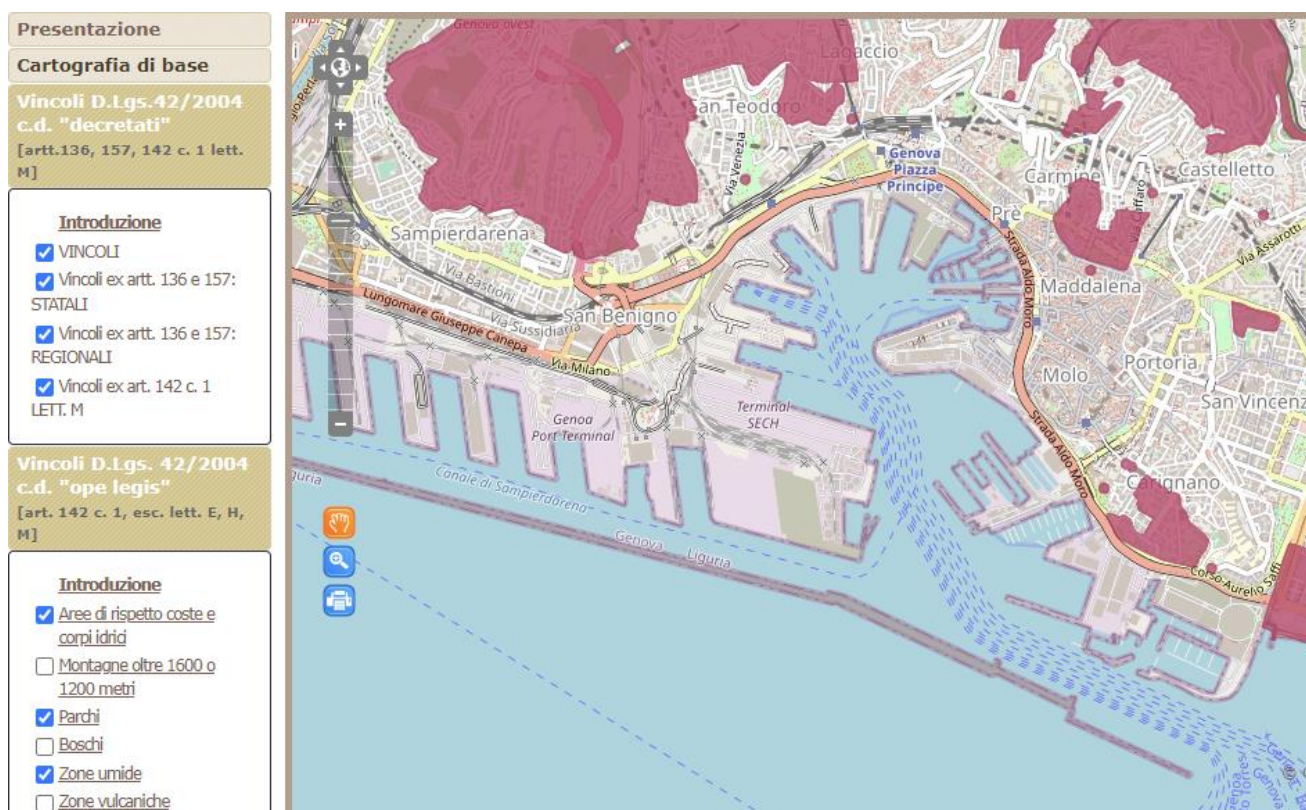 Presentazione
Cartografia di base
Vincoli D.Lgs.42/2004
c.d. "decretati"
[artt.136, 157, 142 c. 1 lett.
M]
Introduzione
VINCOLI
Vincoli ex artt. 136 e 157:
STATALI
Vincoli ex artt. 136 e 157:
REGIONALI
Vincoli ex art. 142 c. 1
LETT. M
Vincoli D.Lgs. 42/2004
c.d. "ope legis"
[art. 142 c. 1, esc. lett. E, H,
M]
Introduzione
Aree di rispetto coste e
corpi idrici
Montagne oltre 1600 o
1200 metri
Parchi
Boschi
Zone umide
Zone vulcaniche
Genova ovest
Lagaccio
San Teodoro
Via Venezia
Genova
Piazza
Principe
Carmine
Castelletto
Prè
Sampierdarena
Via Bastioni
Via Sussidiaria
Lungomare Giuseppe Canepa
San Benigno
Via Milano
Strada Aldo Moro
Maddalena
Via Assarotti
Portoria
Molo
San Vincenz
Genoa
Port Terminal
Terminal
SECH
Strada Aldo Moro
Carignano
Canale di Sampierdarena
guria
Genova
Liguria
Corso Aurelio Saffi